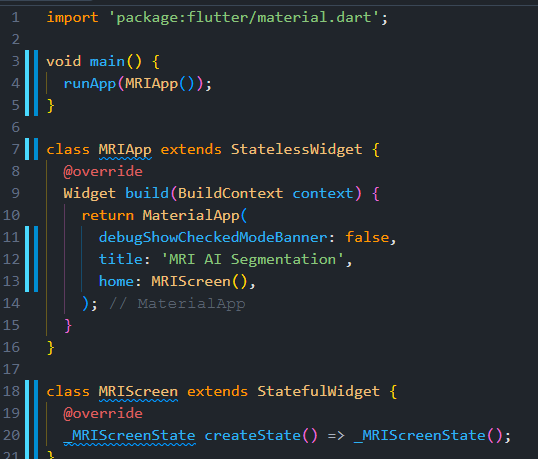 1 import 'package:flutter/material.dart';
2
3 void main() {
4 runApp(MRIApp());
5 }
6
7 class MRIApp extends StatelessWidget {
8 @override
9 Widget build(BuildContext context) {
10 return MaterialApp(
11 debugShowCheckedModeBanner: false,
12 title: 'MRI AI Segmentation',
13 home: MRIScreen(),
14 ); // MaterialApp
15 }
16 }
17
18 class MRIScreen extends StatefulWidget {
19 @override
20 _MRIScreenState createState() => _MRIScreenState();
21 }